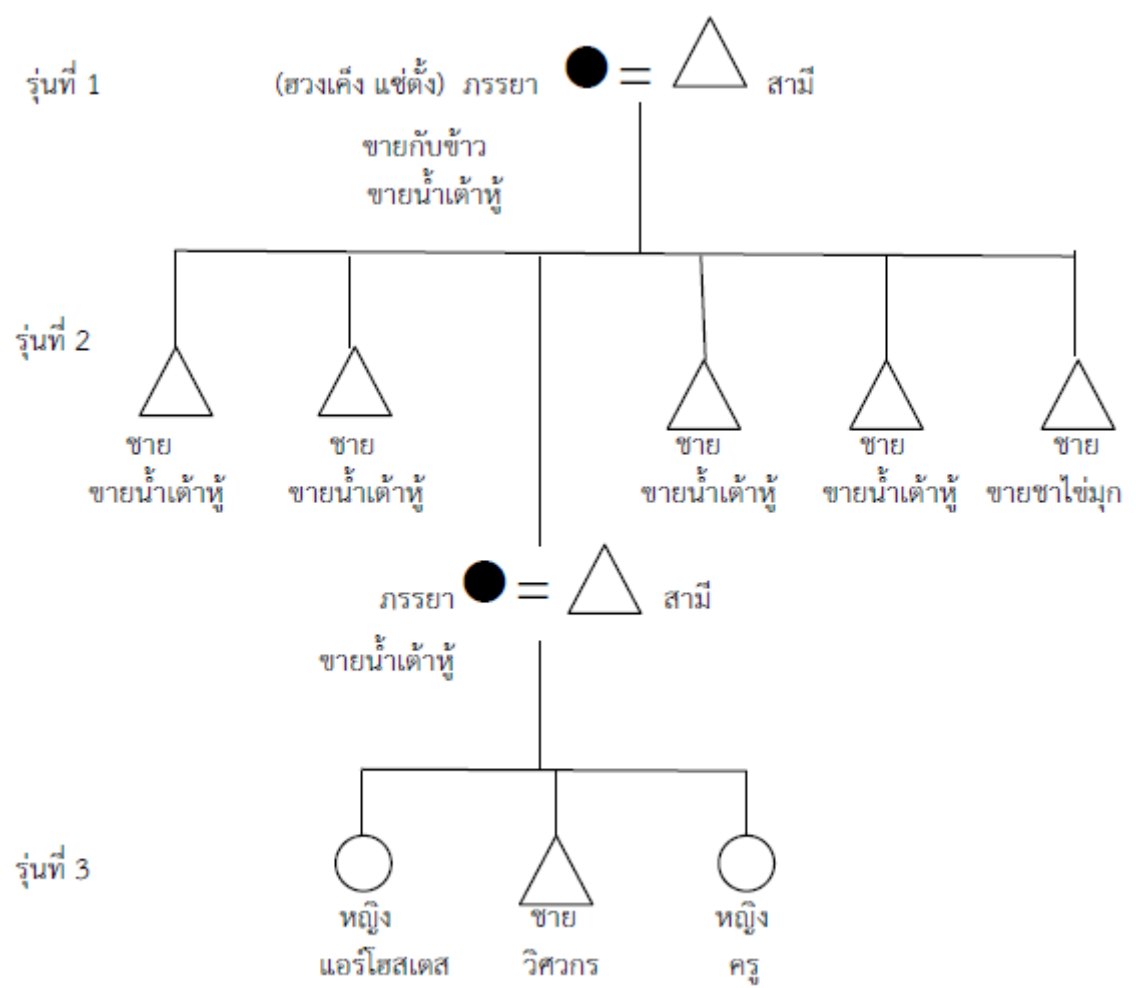 รุ่นที่ 1
(ฮวงเค็ง แซ่ตั้ง) ภรรยา
=
สามี
ขายกับข้าว
ขายน้ำเต้าหู้
รุ่นที่ 2
ชาย ชาย ชาย ชาย ชาย
ขายน้ำเต้าหู้ ขายน้ำเต้าหู้ ขายน้ำเต้าหู้ ขายน้ำเต้าหู้ ขายชาไข่มุก
ภรรยา
=
สามี
ขายน้ำเต้าหู้
รุ่นที่ 3
หญิง ชาย หญิง
แอร์โฮสเตส วิศวกร ครู